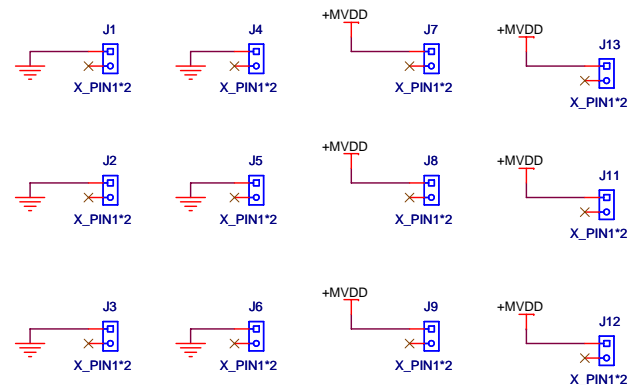 J1
X_PIN1*2
J4
X_PIN1*2
+MVDD
J7
X_PIN1*2
+MVDD
J13
X_PIN1*2
J2
X_PIN1*2
J5
X_PIN1*2
+MVDD
J8
X_PIN1*2
+MVDD
J11
X_PIN1*2
J3
X_PIN1*2
J6
X_PIN1*2
+MVDD
J9
X_PIN1*2
+MVDD
J12
X_PIN1*2